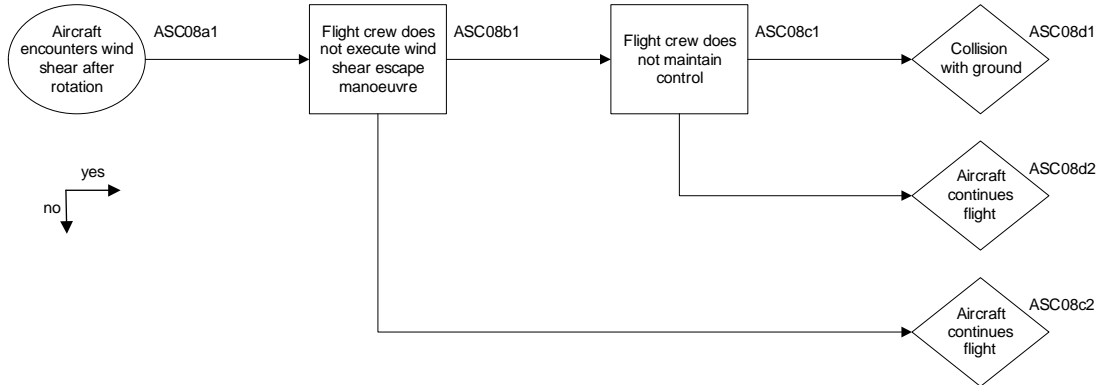 Aircraft
encounters wind
shear after
rotation
ASC08a1
Flight crew does
not execute wind
shear escape
manoeuvre
ASC08b1
Flight crew does
not maintain
control
ASC08c1
Collision
with ground
ASC08d1
yes
no
Aircraft
continues
flight
ASC08d2
Aircraft
continues
flight
ASC08c2